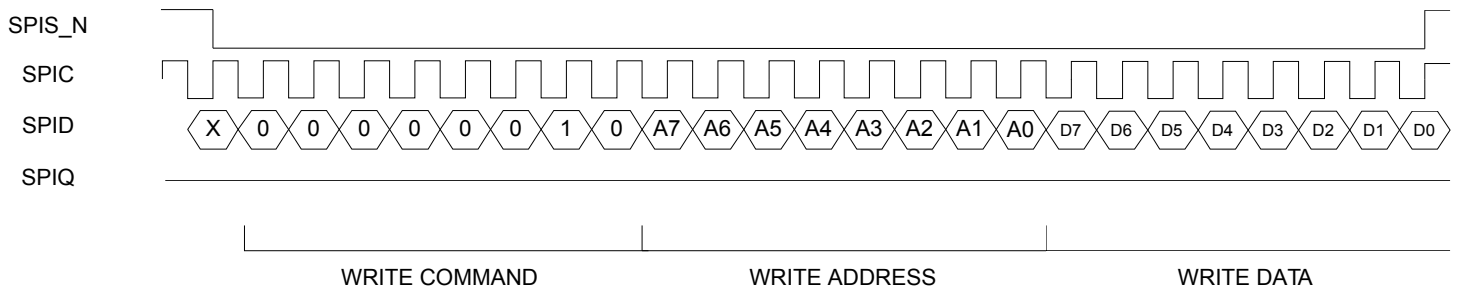 SPIS_N
SPIC
SPID X 0 0 0 0 0 0 1 0 A7 A6 A5 A4 A3 A2 A1 A0 D7 D6 D5 D4 D3 D2 D1 D0
SPIQ
WRITE COMMAND WRITE ADDRESS WRITE DATA